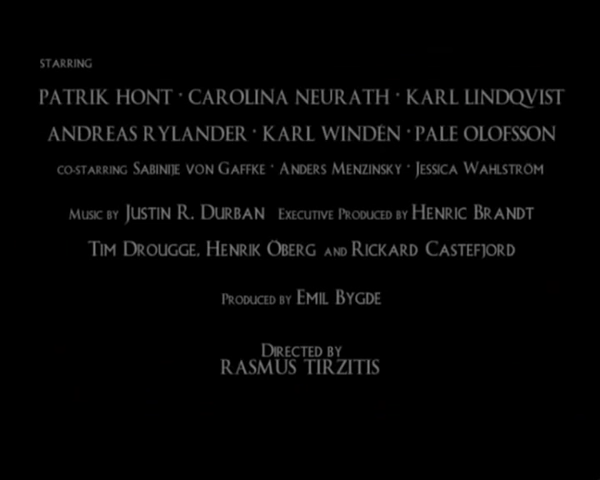 STARRING
PATRIK HONT · CAROLINA NEURATH · KARL LINDQVIST
ANDREAS RYLANDER · KARL WINDÉN · PALE OLOFSSON
CO-STARRING SABINIJE VON GAFFKE · ANDERS MENZINSKY · JESSICA WAHLSTRÖM
MUSIC BY JUSTIN R. DURBAN EXECUTIVE PRODUCED BY HENRIC BRANDT
TIM DROUGGE, HENRIK ÖBERG AND RICKARD CASTEFJORD
PRODUCED BY EMIL BYGDE
DIRECTED BY
RASMUS TIRZITIS